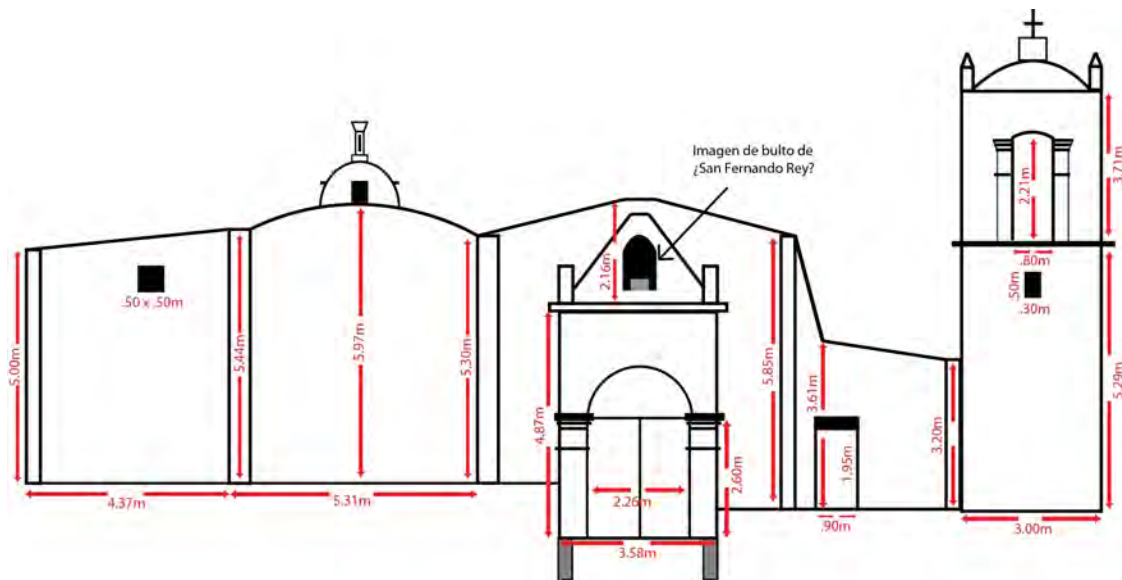 Imagen de bulto de
¿San Fernando Rey?
3.71m
2.21m
.80m
.50m
.30m
5.29m
3.00m
2.16m
.50 x .50m
5.00m
5.44m
5.97m
5.30m
4.87m
5.85m
3.61m
3.20m
1.95m
2.60m
2.26m
.90m
4.37m
5.31m
3.58m